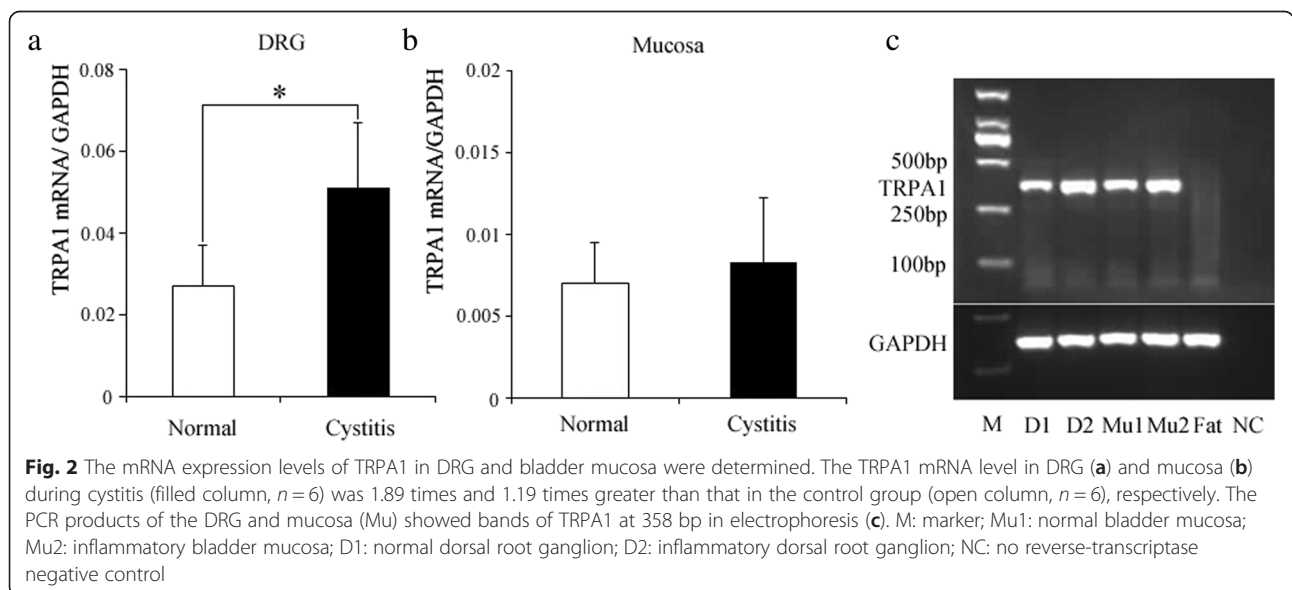 a
DRG
TRPA1 mRNA/ GAPDH
0.08
0.06
0.04
0.02
0
*
Normal
Cystitis
b
Mucosa
TRPA1 mRNA/GAPDH
0.02
0.015
0.01
0.005
0
Normal
Cystitis
c
500bp
TRPA1
250bp
100bp
GAPDH
M D1 D2 Mu1 Mu2 Fat NC
Fig. 2 The mRNA expression levels of TRPA1 in DRG and bladder mucosa were determined. The TRPA1 mRNA level in DRG (a) and mucosa (b)
during cystitis (filled column, n = 6) was 1.89 times and 1.19 times greater than that in the control group (open column, n = 6), respectively. The
PCR products of the DRG and mucosa (Mu) showed bands of TRPA1 at 358 bp in electrophoresis (c). M: marker; Mu1: normal bladder mucosa;
Mu2: inflammatory bladder mucosa; D1: normal dorsal root ganglion; D2: inflammatory dorsal root ganglion; NC: no reverse-transcriptase
negative control